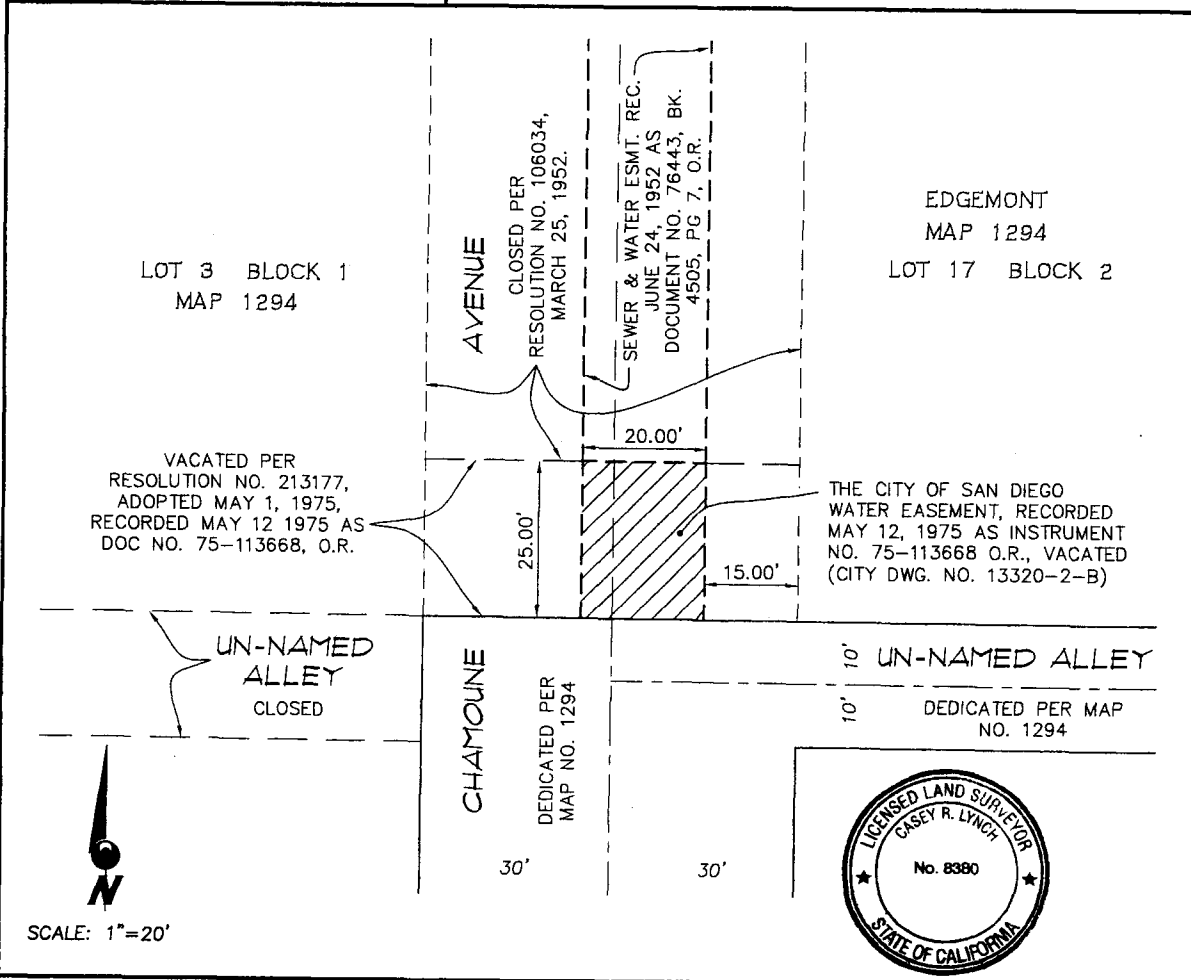 AVENUE
CLOSED PER
RESOLUTION NO. 106034,
MARCH 25, 1952.
SEWER & WATER ESMT. REC.
JUNE 24, 1952 AS
DOCUMENT NO. 76443, BK.
4505, PG 7, O.R.
LOT 3 BLOCK 1
MAP 1294
EDGEMONT
MAP 1294
LOT 17 BLOCK 2
VACATED PER
RESOLUTION NO. 213177,
ADOPTED MAY 1, 1975,
RECORDED MAY 12 1975 AS
DOC NO. 75-113668, O.R.
20.00'
25.00'
15.00'
THE CITY OF SAN DIEGO
WATER EASEMENT, RECORDED
MAY 12, 1975 AS INSTRUMENT
NO. 75-113668 O.R., VACATED
(CITY DWG. NO. 13320-2-B)
UN-NAMED
ALLEY
CLOSED
CHAMOUNE
DEDICATED PER
MAP NO. 1294
10'
UN-NAMED ALLEY
10'
DEDICATED PER MAP
NO. 1294
30'
30'
N
SCALE: 1"=20'
LICENSED LAND SURVEYOR
CASEY R. LYNCH
No. 8380
STATE OF CALIFORNIA